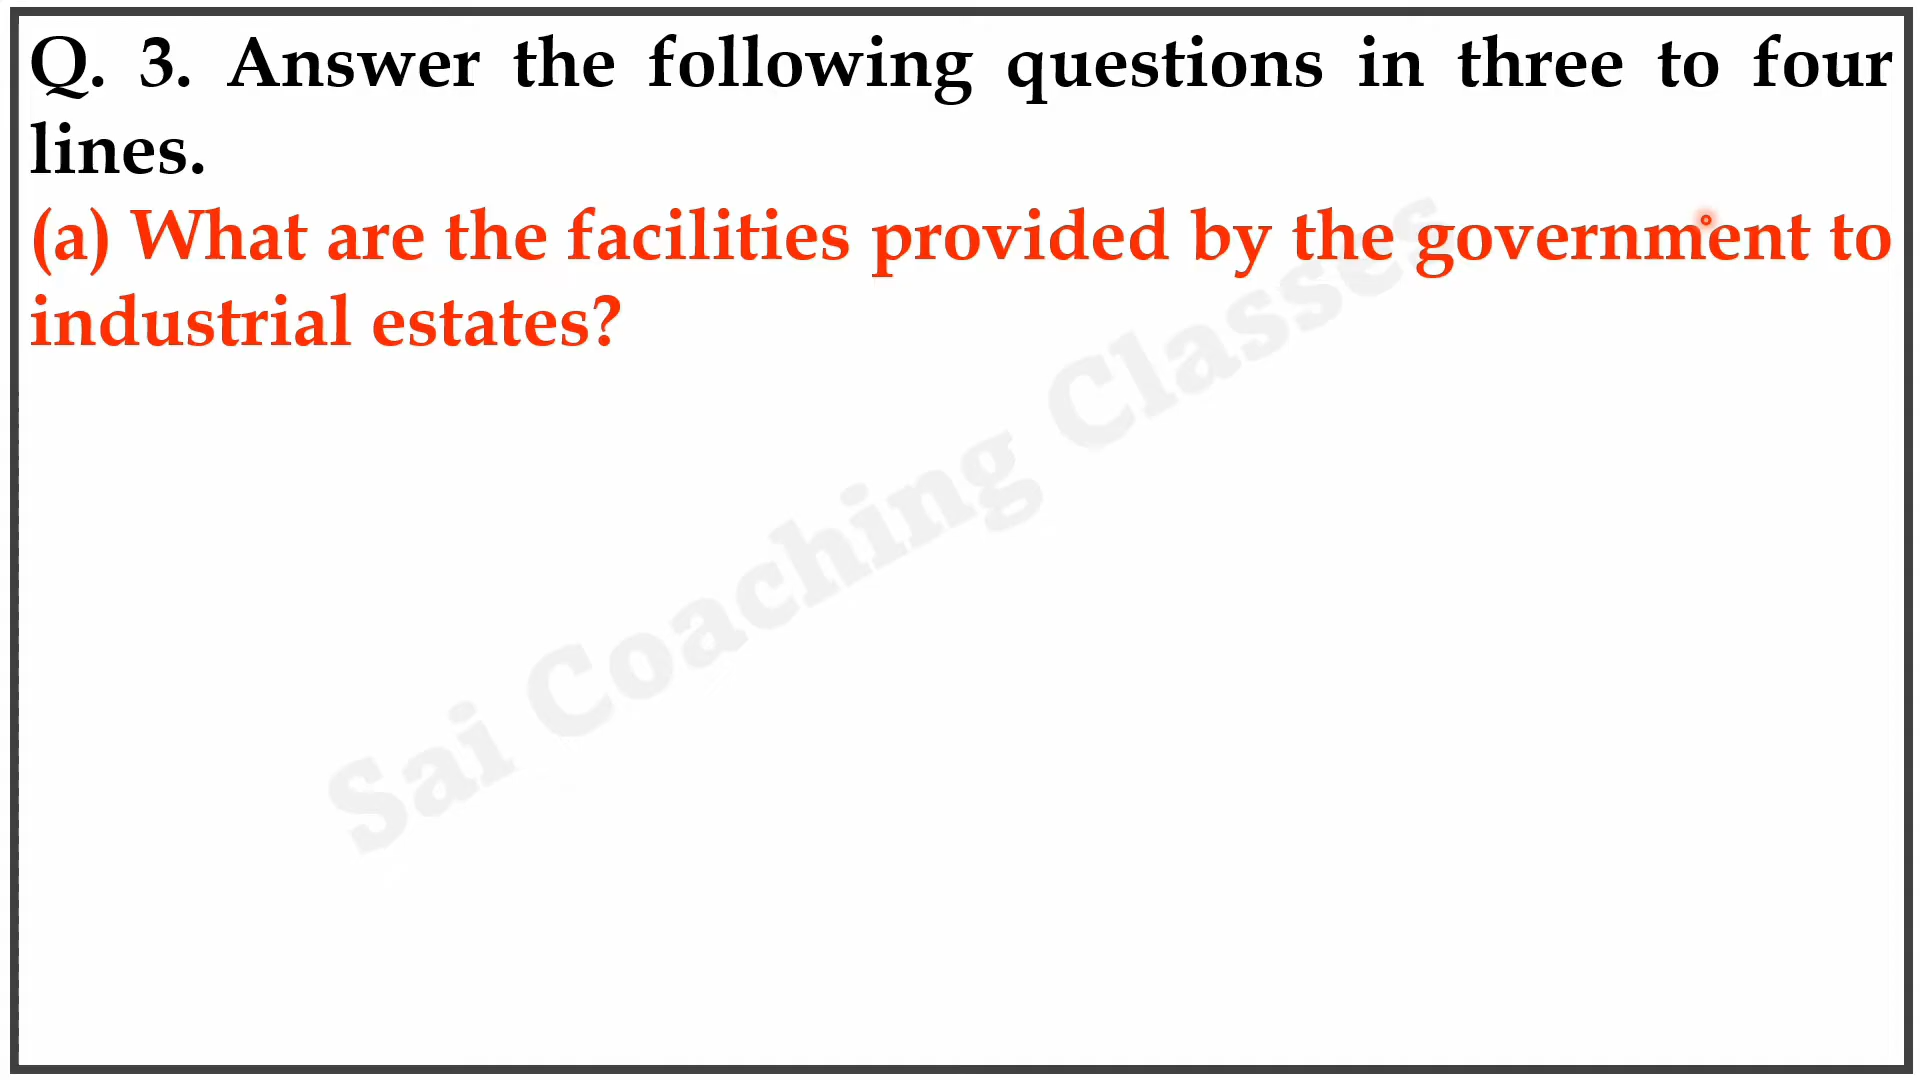 Q. 3. Answer the following questions in three to four
lines.
(a) What are the facilities provided by the government to
industrial estates?
Sai Coaching Classes